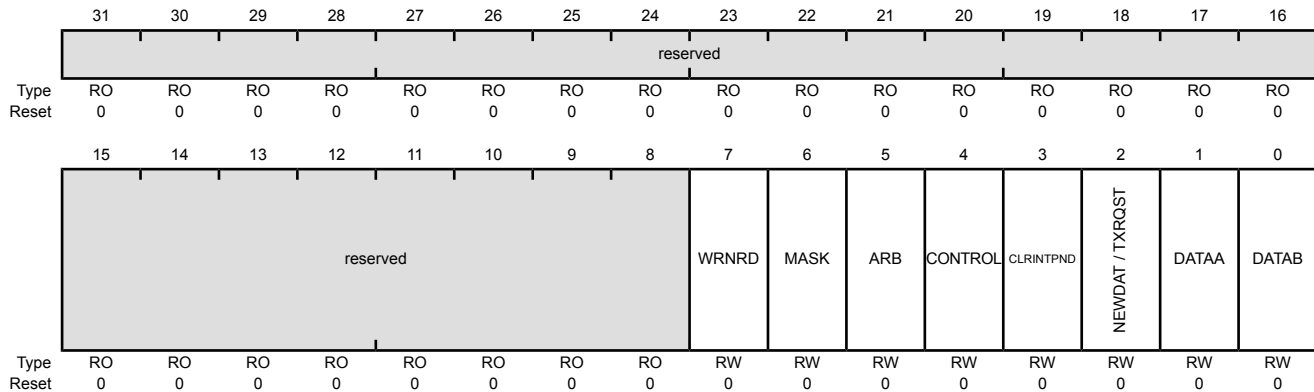 31 30 29 28 27 26 25 24 23 22 21 20 19 18 17 16
reserved
Type RO RO RO RO RO RO RO RO RO RO RO RO RO RO RO RO
Reset 0 0 0 0 0 0 0 0 0 0 0 0 0 0 0 0
15 14 13 12 11 10 9 8 7 6 5 4 3 2 1 0
reserved WRNRD MASK ARB CONTROL CLRINTPND NEWDAT / TXRQST DATAA DATAB
Type RO RO RO RO RO RO RO RO RW RW RW RW RW RW RW RW
Reset 0 0 0 0 0 0 0 0 0 0 0 0 0 0 0 0